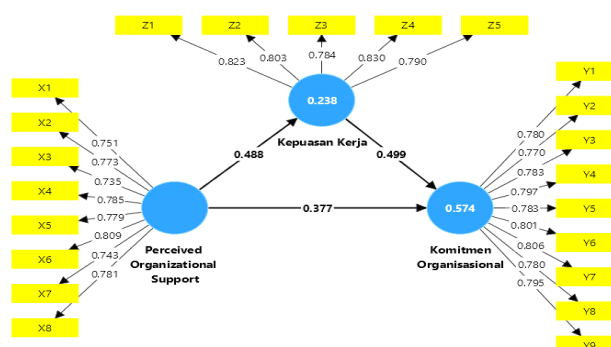 Z1
Z2
Z3
Z4
Z5
0.823
0.803
0.784
0.830
0.790
0.238
Kepuasan Kerja
0.488
0.499
0.377
X1
X2
X3
X4
X5
X6
X7
X8
0.751
0.773
0.735
0.785
0.779
0.809
0.743
0.781
Perceived
Organizational
Support
0.574
Komitmen
Organisasional
0.780
0.770
0.783
0.797
0.783
0.801
0.806
0.780
0.795
Y1
Y2
Y3
Y4
Y5
Y6
Y7
Y8
Y9